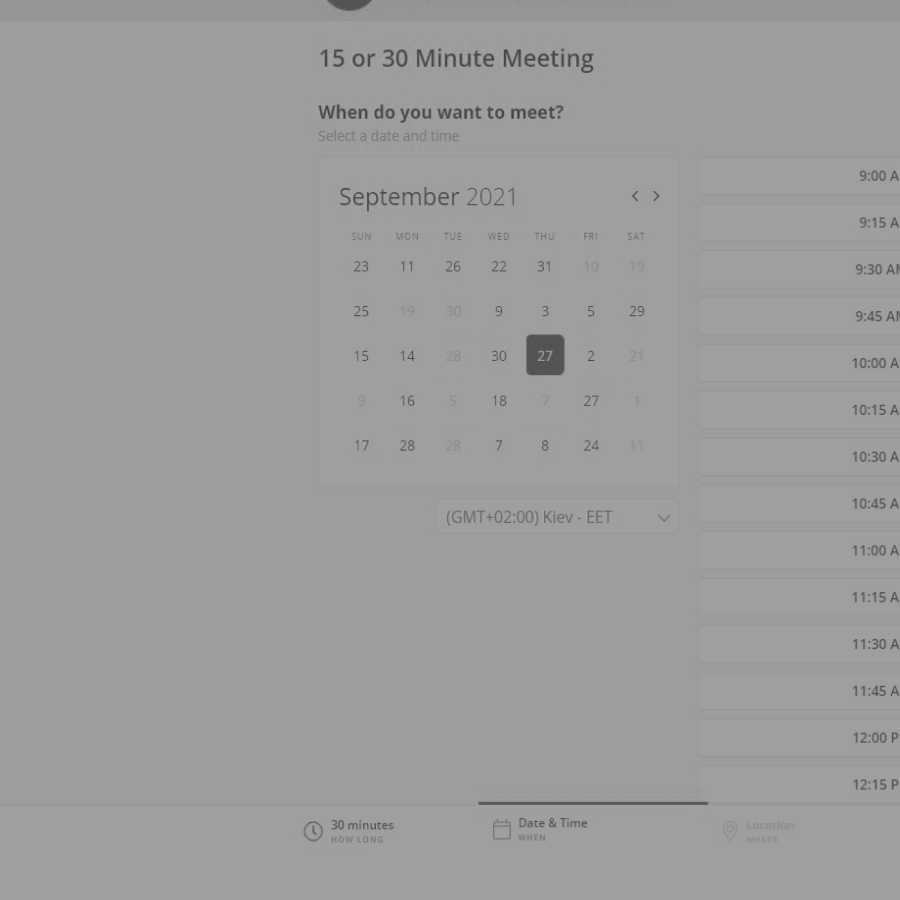 15 or 30 Minute Meeting
When do you want to meet?
Select a date and time
September 2021
SUN MON TUE WED THU FRI SAT
23 11 26 22 31 10 19
25 19 30 9 3 5 29
15 14 28 30 27 2 21
9 16 5 18 7 27 1
17 28 28 7 8 24 11
(GMT+02:00) Kiev - EET
9:00 A
9:15 A
9:30 AM
9:45 AM
10:00 A
10:15 A
10:30 A
10:45 A
11:00 A
11:15 A
11:30 A
11:45 A
12:00 P
12:15 P
30 minutes
HOW LONG
Date & Time
WHEN
Location
WHERE